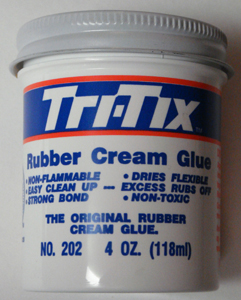 Tri-Tix™
Rubber Cream Glue
•NON-FLAMMABLE •DRIES FLEXIBLE
•EASY CLEAN UP --- EXCESS RUBS OFF
•STRONG BOND •NON-TOXIC
THE ORIGINAL RUBBER
CREAM GLUE.
NO. 202 4 OZ. (118ml)